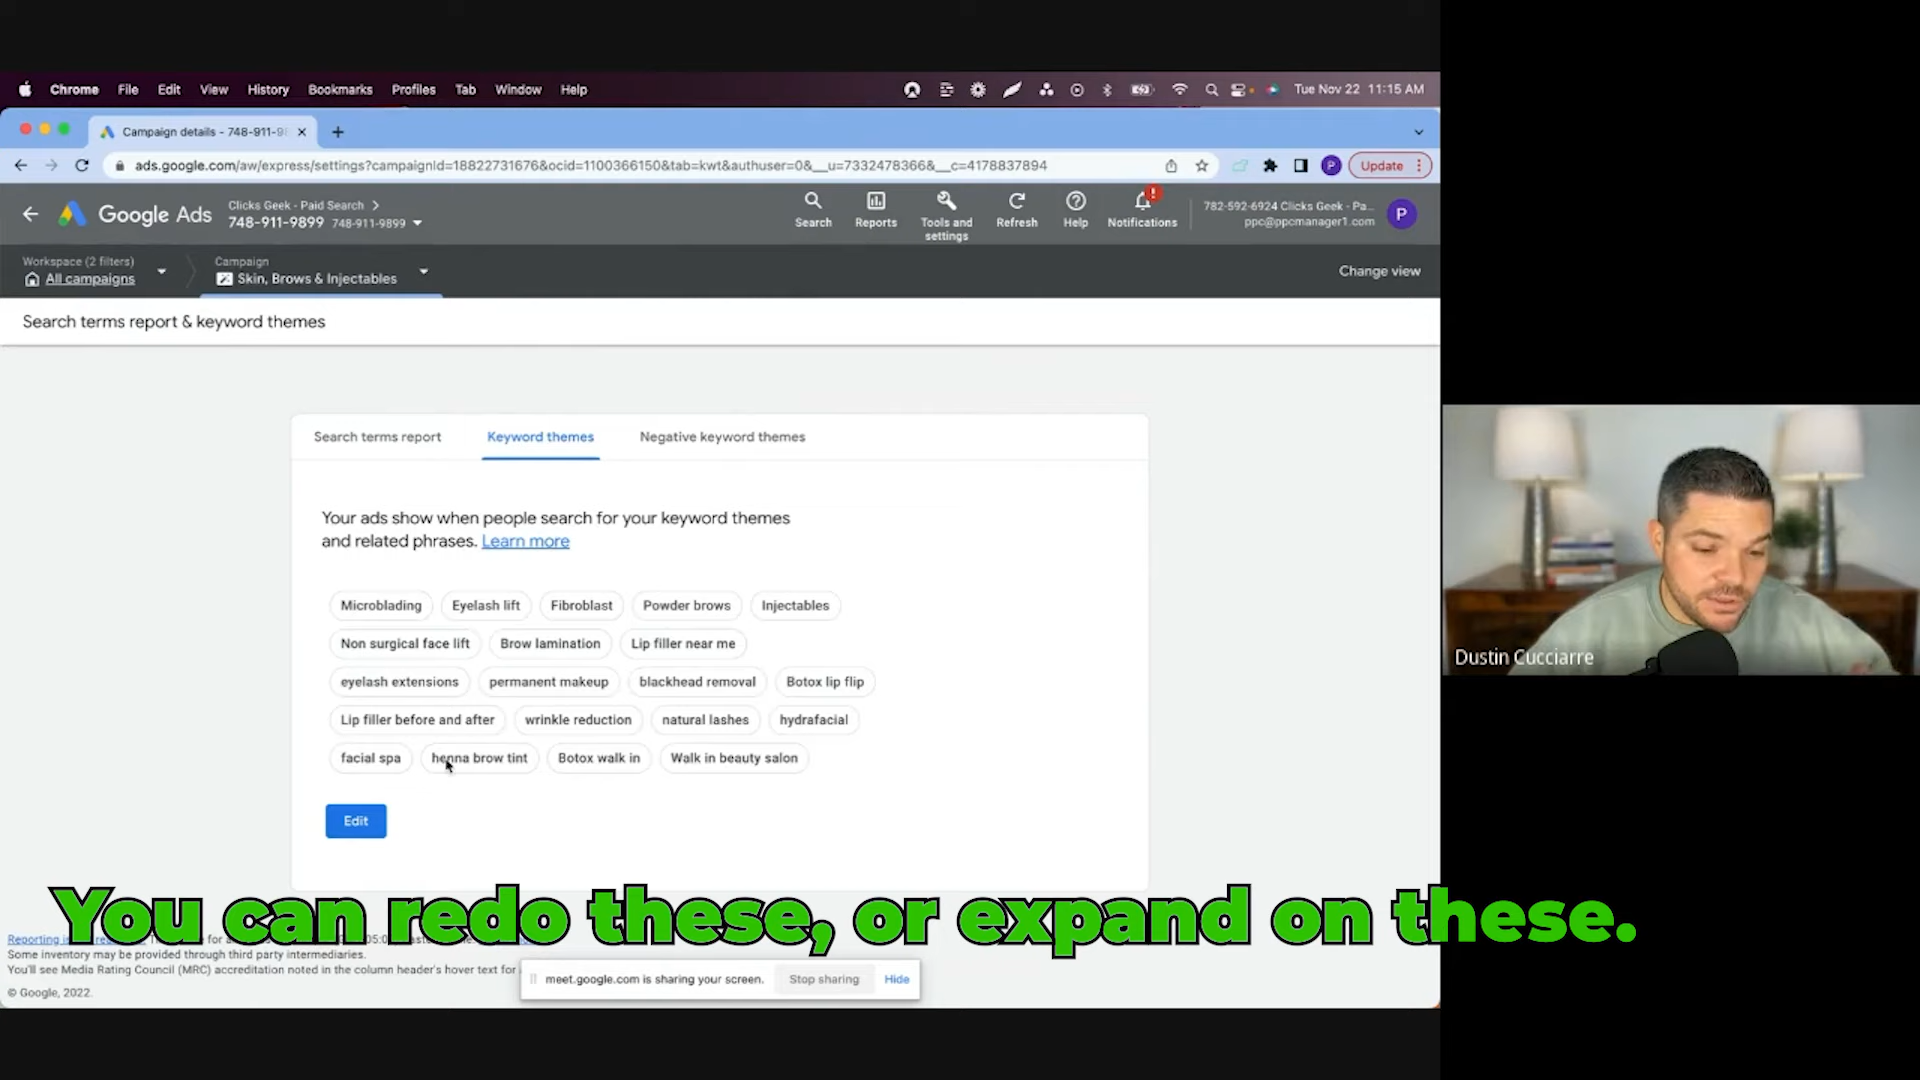 Chrome File Edit View History Bookmarks Profiles Tab Window Help Tue Nov 22 11:15 AM
Campaign details - 748-911-98
ads.google.com/aw/express/settings?campaignId=18822731676&ocid=1100366150&tab=kwt&authuser=0&__u=7332478366&__c=4178837894 P Update
Google Ads
Clicks Geek - Paid Search
748-911-9899 748-911-9899
Search Reports Tools and settings Refresh Help Notifications
782-592-6924 Clicks Geek - Pa...
ppc@ppcmanager1.com
P
Workspace (2 filters)
All campaigns
Campaign
Skin, Brows & Injectables
Change view
Search terms report & keyword themes
Search terms report Keyword themes Negative keyword themes
Your ads show when people search for your keyword themes
and related phrases. Learn more
Microblading Eyelash lift Fibroblast Powder brows Injectables
Non surgical face lift Brow lamination Lip filler near me
eyelash extensions permanent makeup blackhead removal Botox lip flip
Lip filler before and after wrinkle reduction natural lashes hydrafacial
facial spa henna brow tint Botox walk in Walk in beauty salon
Edit
Dustin Cucciarre
You can redo these, or expand on these.
Reporting is
Some inventory may be provided through third party intermediaries.
You'll see Media Rating Council (MRC) accreditation noted in the column header's hover text for
© Google, 2022.
meet.google.com is sharing your screen. Stop sharing Hide